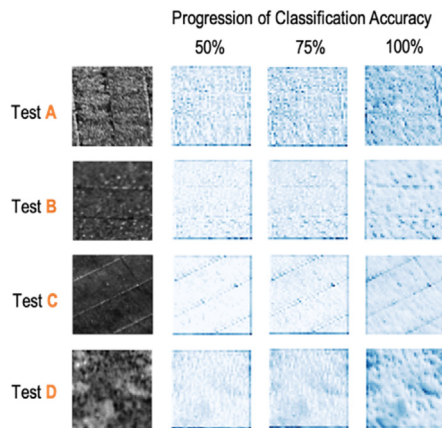 Progression of Classification Accuracy
50% 75% 100%
Test A
Test B
Test C
Test D